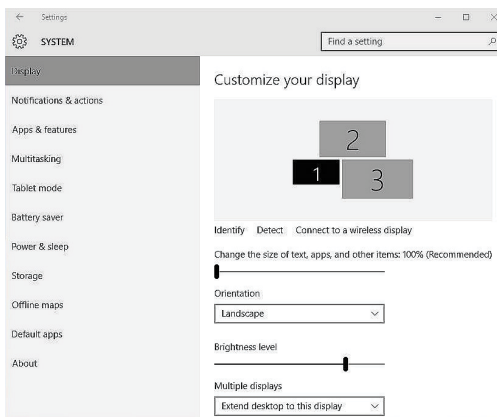 Settings
SYSTEM
Find a setting
Display
Notifications & actions
Apps & features
Multitasking
Tablet mode
Battery saver
Power & sleep
Storage
Offline maps
Default apps
About
Customize your display
2
1
3
Identify Detect Connect to a wireless display
Change the size of text, apps, and other items: 100% (Recommended)
Orientation
Landscape
Brightness level
Multiple displays
Extend desktop to this display